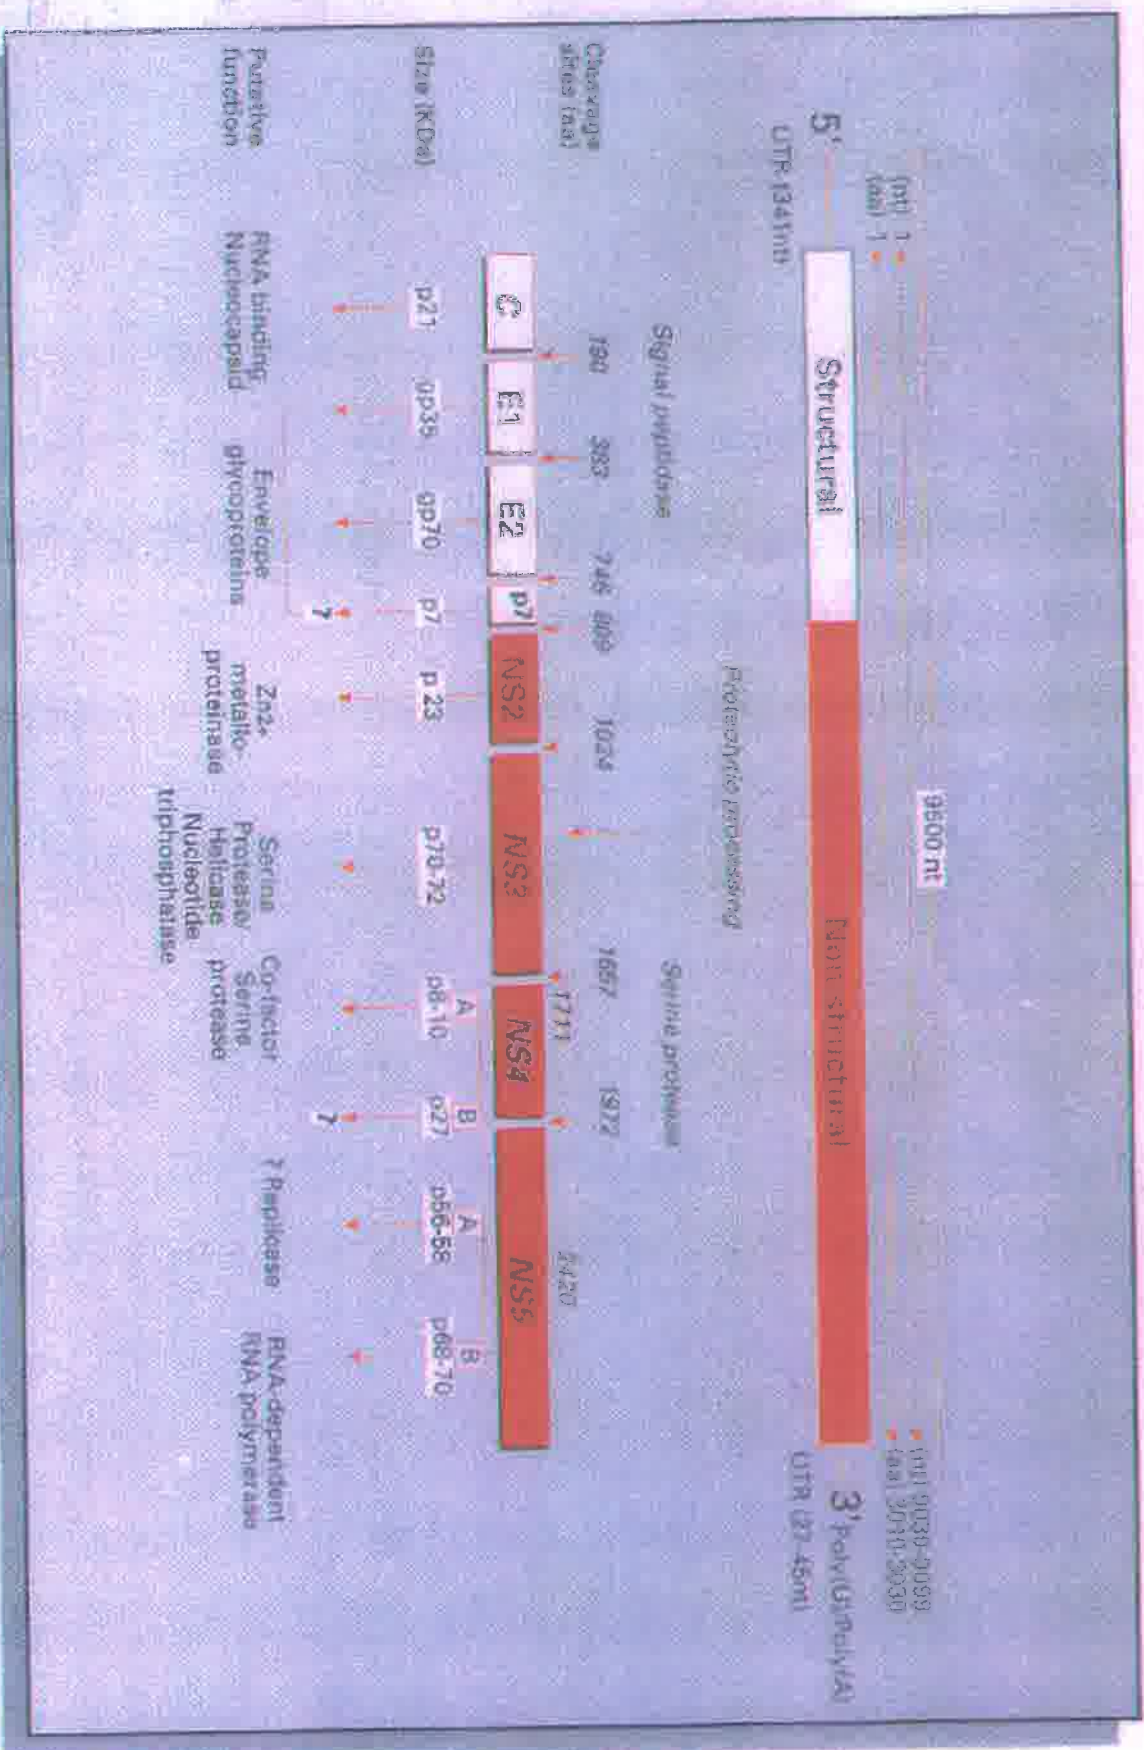 9500 nt
(nt) 1
(aa) 1
(nt) 9030-9099
(aa) 3010-3030
5'
Structural
Non structural
3' Poly(U)/Poly(A)
UTR (341nt)
UTR (27-45nt)
Proteolytic processing
Signal peptidase
Serine protease
Cleavage
sites (aa)
190 383 746 809 1026 1657 1711 1972 2420
C E1 E2 p7 NS2 NS3 NS4 NS5
A B A B
Size (KDa)
p21 gp35 gp70 p7 p 23 p70-72 p8-10 p27 p56-58 p68-70
? ?
Putative
function
RNA binding
Nucleocapsid
Envelope
glycoproteins
Zn2+
metallo-
proteinase
Serine
Protease/
Helicase
Nucleotide
triphosphatase
Co-factor
Serine
protease
? Replicase
RNA-dependent
RNA polymerase